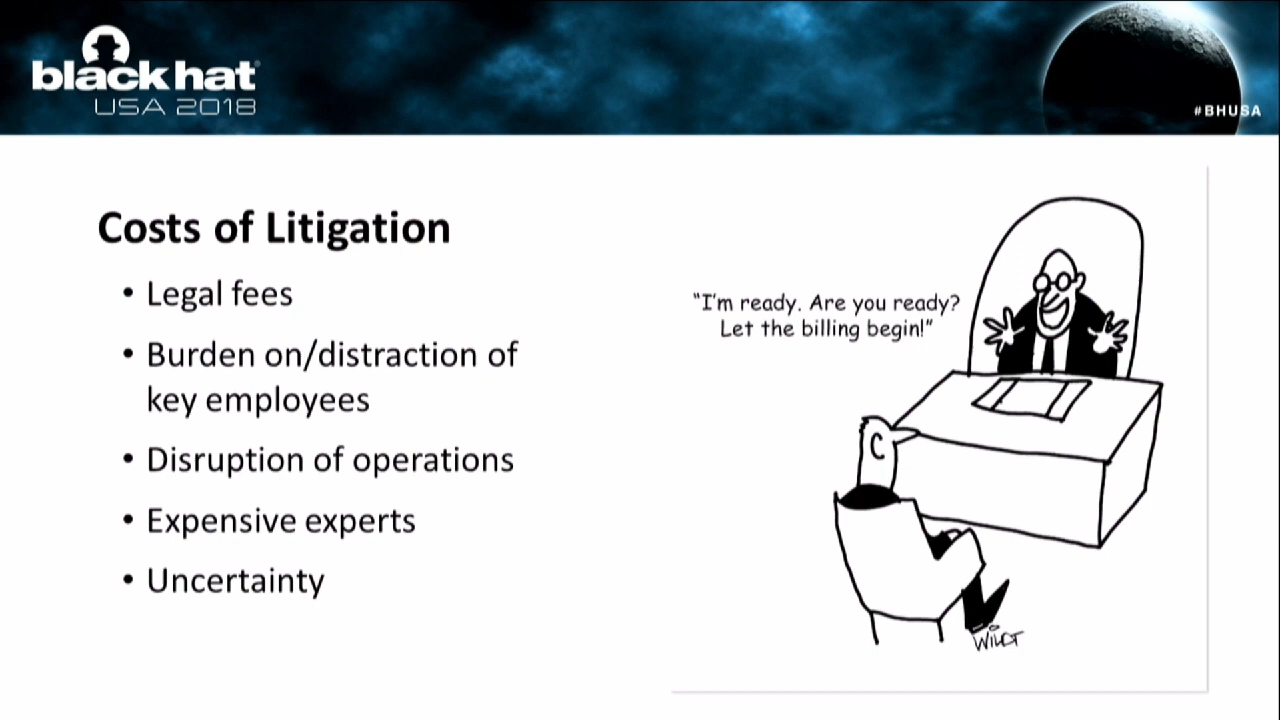 black hat
USA 2018
#BHUSA
Costs of Litigation
• Legal fees
• Burden on/distraction of
key employees
• Disruption of operations
• Expensive experts
• Uncertainty
“I'm ready. Are you ready?
Let the billing begin!”